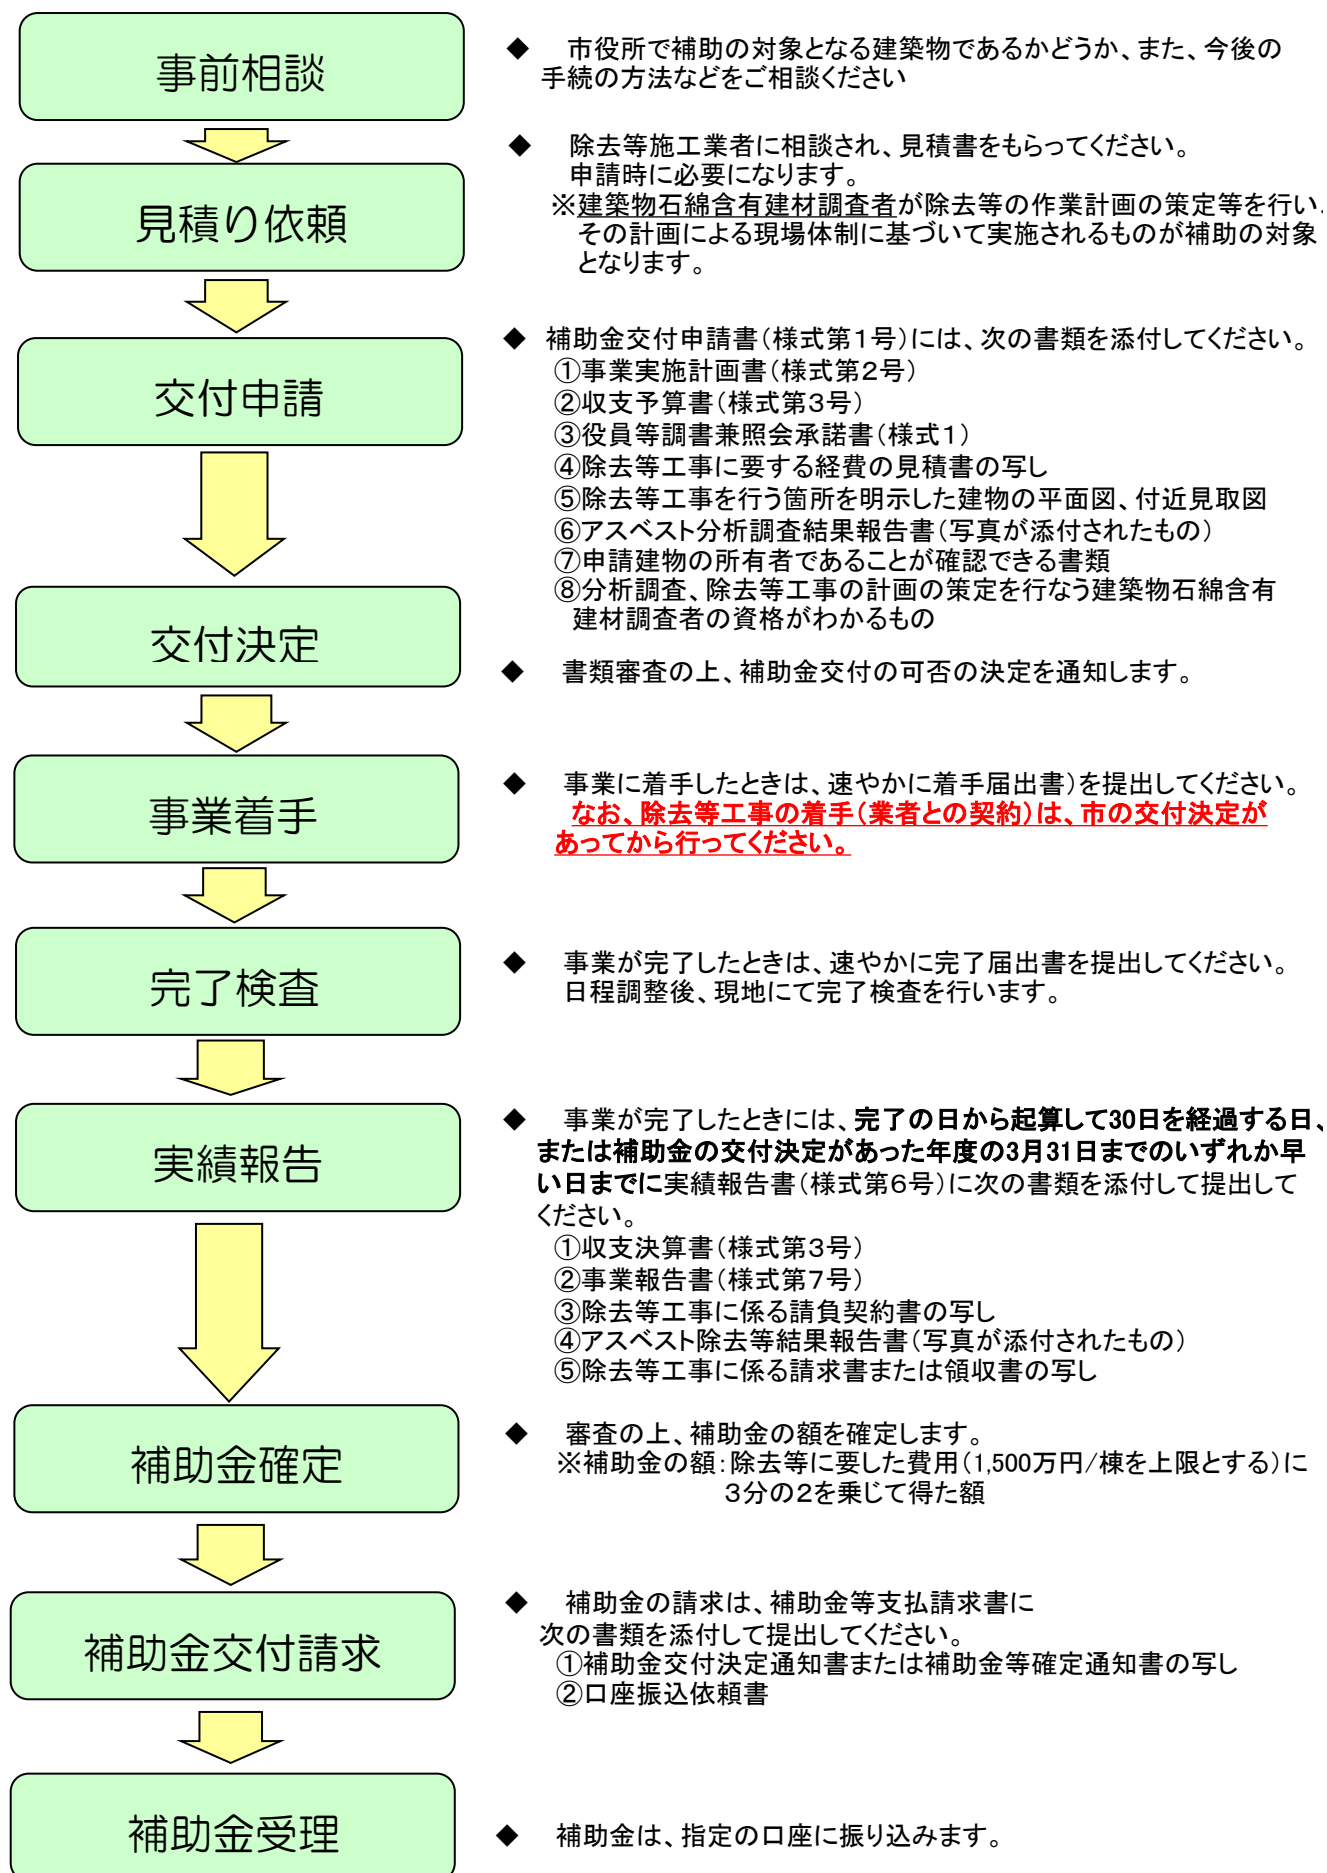 事前相談
◆ 市役所で補助の対象となる建築物であるかどうか、また、今後の
手続の方法などをご相談ください
見積り依頼
◆ 除去等施工業者に相談され、見積書をもらってください。
申請時に必要になります。
※建築物石綿含有建材調査者が除去等の作業計画の策定等を行い、
その計画による現場体制に基づいて実施されるものが補助の対象
となります。
交付申請
◆ 補助金交付申請書(様式第1号)には、次の書類を添付してください。
①事業実施計画書(様式第2号)
②収支予算書(様式第3号)
③役員等調書兼照会承諾書(様式1)
④除去等工事に要する経費の見積書の写し
⑤除去等工事を行う箇所を明示した建物の平面図、付近見取図
⑥アスベスト分析調査結果報告書(写真が添付されたもの)
⑦申請建物の所有者であることが確認できる書類
⑧分析調査、除去等工事の計画の策定を行なう建築物石綿含有
建材調査者の資格がわかるもの
交付決定
◆ 書類審査の上、補助金交付の可否の決定を通知します。
事業着手
◆ 事業に着手したときは、速やかに着手届出書)を提出してください。
なお、除去等工事の着手(業者との契約)は、市の交付決定が
あってから行ってください。
完了検査
◆ 事業が完了したときは、速やかに完了届出書を提出してください。
日程調整後、現地にて完了検査を行います。
実績報告
◆ 事業が完了したときには、完了の日から起算して30日を経過する日、
または補助金の交付決定があった年度の3月31日までのいずれか早
い日までに実績報告書(様式第6号)に次の書類を添付して提出して
ください。
①収支決算書(様式第3号)
②事業報告書(様式第7号)
③除去等工事に係る請負契約書の写し
④アスベスト除去等結果報告書(写真が添付されたもの)
⑤除去等工事に係る請求書または領収書の写し
補助金確定
◆ 審査の上、補助金の額を確定します。
※補助金の額:除去等に要した費用(1,500万円/棟を上限とする)に
3分の2を乗じて得た額
補助金交付請求
◆ 補助金の請求は、補助金等支払請求書に
次の書類を添付して提出してください。
①補助金交付決定通知書または補助金等確定通知書の写し
②口座振込依頼書
補助金受理
◆ 補助金は、指定の口座に振り込みます。